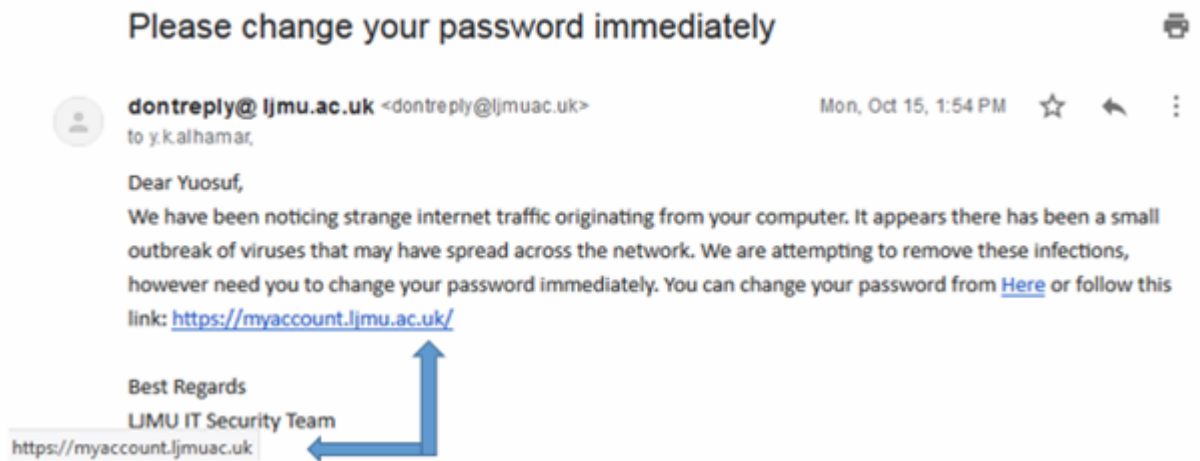 Please change your password immediately
dontreply@ ljmu.ac.uk <dontreply@ljmuac.uk> Mon, Oct 15, 1:54 PM
to y.k.alhamar,
Dear Yuosuf,
We have been noticing strange internet traffic originating from your computer. It appears there has been a small
outbreak of viruses that may have spread across the network. We are attempting to remove these infections,
however need you to change your password immediately. You can change your password from Here or follow this
link: https://myaccount.ljmu.ac.uk/
Best Regards
LJMU IT Security Team
https://myaccount.ljmuac.uk